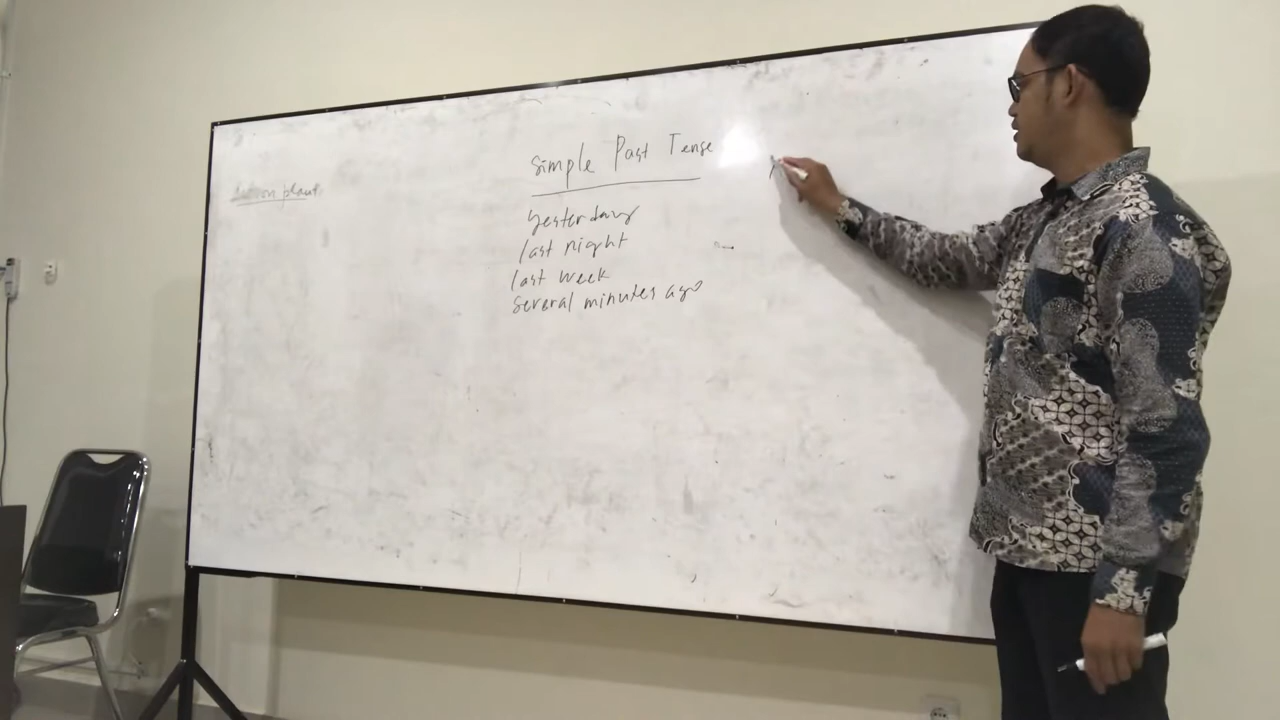 Simple Past Tense
yesterday
last night
last week
several minutes ago